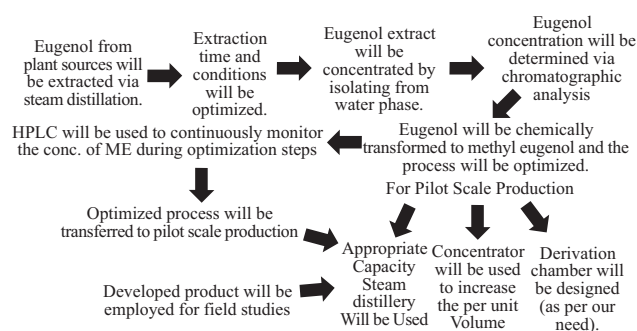 Eugenol from
plant sources will
be extracted via
steam distillation.
Extraction
time and
conditions
will be
optimized.
Eugenol extract
will be
concentrated by
isolating from
water phase.
Eugenol
concentration will be
determined via
chromatographic
analysis
Eugenol will be chemically
transformed to methyl eugenol and the
process will be optimized.
HPLC will be used to continuously monitor
the conc. of ME during optimization steps
Optimized process will be
transferred to pilot scale production
For Pilot Scale Production
Appropriate
Capacity
Steam
distillery
Will be Used
Concentrator
will be used
to increase
the per unit
Volume
Derivation
chamber will be
designed
(as per our
need).
Developed product will be
employed for field studies